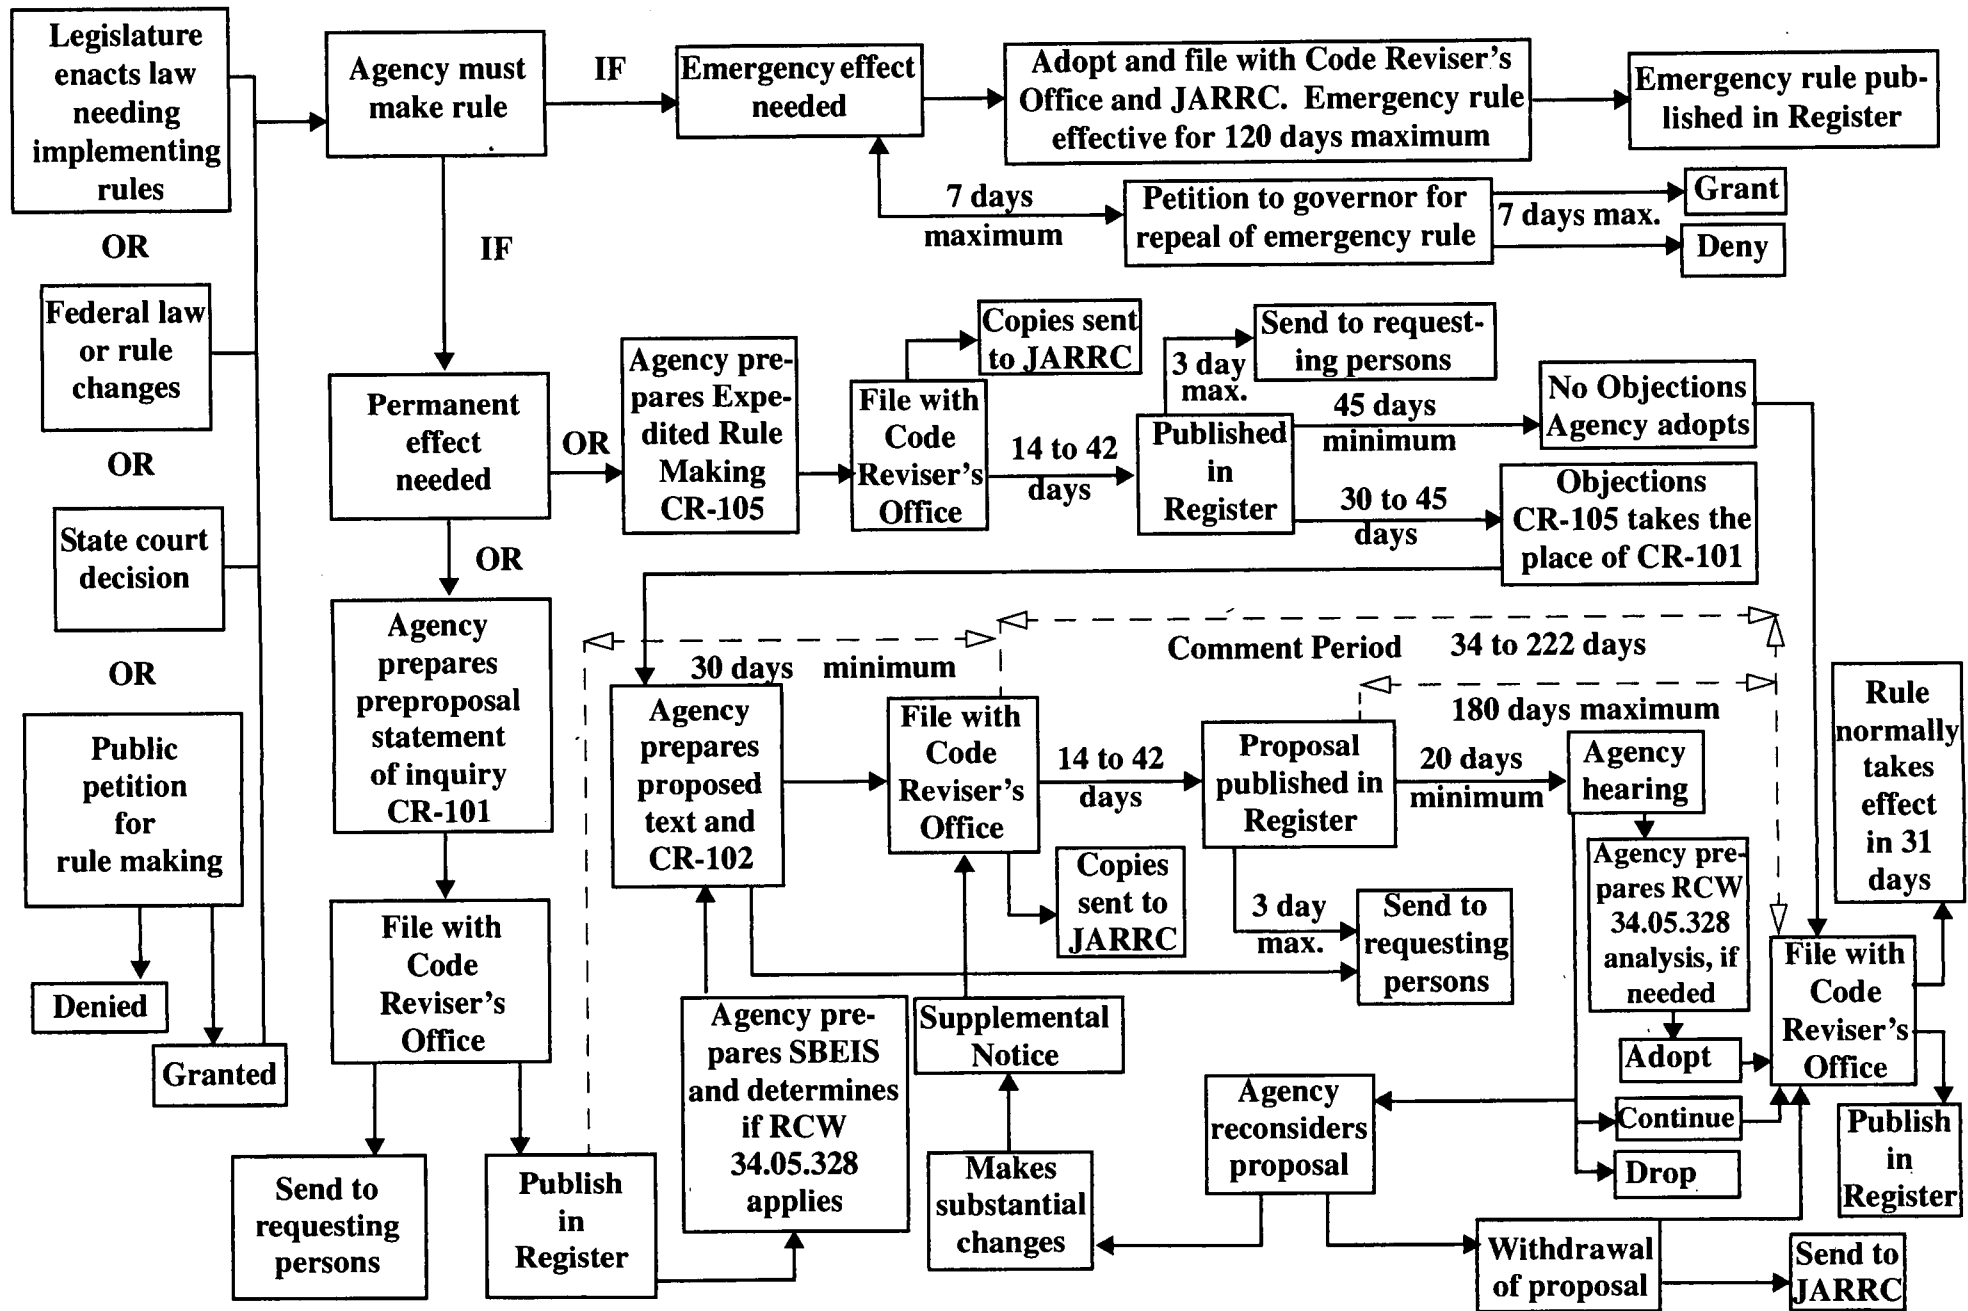 Legislature
enacts law
needing
implementing
rules
OR
Federal law
or rule
changes
OR
State court
decision
OR
Public
petition
for
rule making
Denied
Granted
Agency must
make rule
IF
Emergency effect
needed
Adopt and file with Code Reviser's
Office and JARRC. Emergency rule
effective for 120 days maximum
Emergency rule pub-
lished in Register
7 days
maximum
Petition to governor for
repeal of emergency rule
7 days max.
Grant
Deny
IF
Permanent
effect
needed
OR
Agency pre-
pares Expe-
dited Rule
Making
CR-105
File with
Code
Reviser's
Office
Copies sent
to JARRC
14 to 42
days
Published
in
Register
3 day
max.
Send to request-
ing persons
45 days
minimum
No Objections
Agency adopts
30 to 45
days
Objections
CR-105 takes the
place of CR-101
OR
Agency
prepares
preproposal
statement
of inquiry
CR-101
File with
Code
Reviser's
Office
Send to
requesting
persons
Publish
in
Register
30 days minimum
Agency
prepares
proposed
text and
CR-102
Agency pre-
pares SBEIS
and determines
if RCW
34.05.328
applies
File with
Code
Reviser's
Office
Copies
sent to
JARRC
Supplemental
Notice
Makes
substantial
changes
Comment Period 34 to 222 days
180 days maximum
14 to 42
days
Proposal
published in
Register
3 day
max.
Send to
requesting
persons
20 days
minimum
Agency
hearing
Agency pre-
pares RCW
34.05.328
analysis, if
needed
Adopt
Continue
Drop
Agency
reconsiders
proposal
Withdrawal
of proposal
Send to
JARRC
File with
Code
Reviser's
Office
Rule
normally
takes
effect
in 31
days
Publish
in
Register